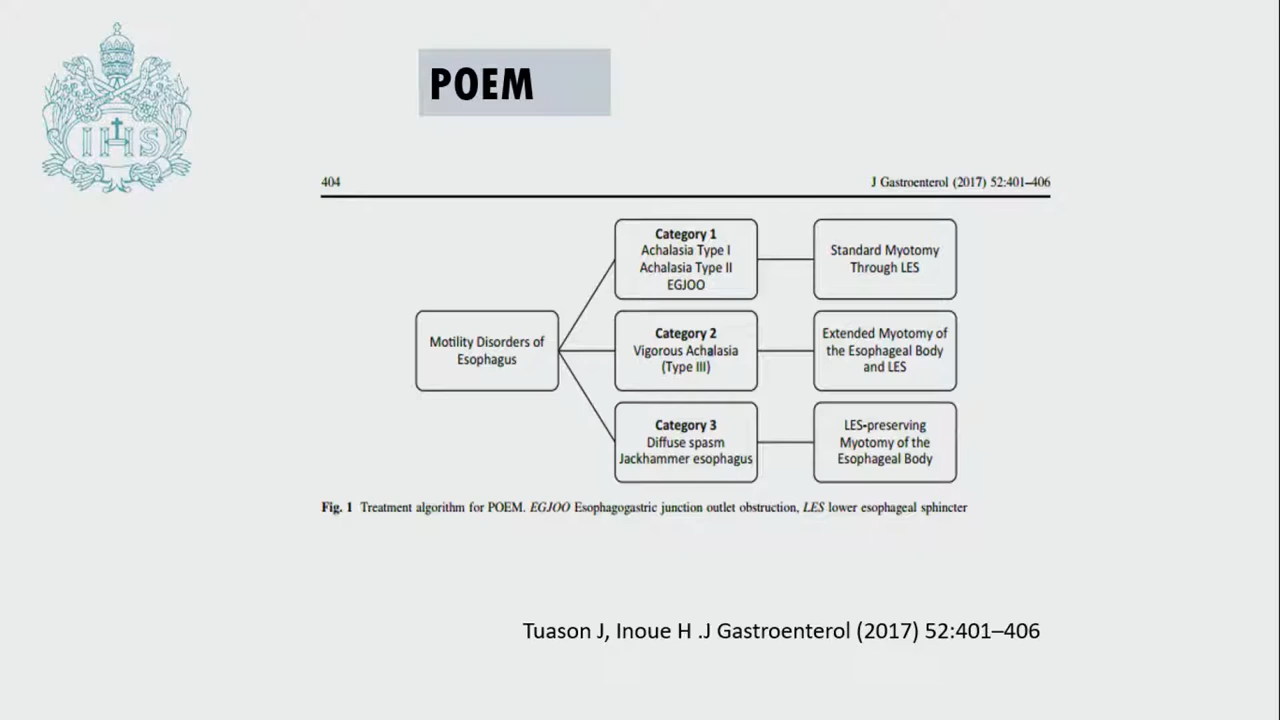 IHS
POEM
404
J Gastroenterol (2017) 52:401–406
Category 1
Achalasia Type I
Achalasia Type II
EGJOO
Standard Myotomy
Through LES
Motility Disorders of
Esophagus
Category 2
Vigorous Achalasia
(Type III)
Extended Myotomy of
the Esophageal Body
and LES
Category 3
Diffuse spasm
Jackhammer esophagus
LES-preserving
Myotomy of the
Esophageal Body
Fig. 1 Treatment algorithm for POEM. EGJOO Esophagogastric junction outlet obstruction, LES lower esophageal sphincter
Tuason J, Inoue H .J Gastroenterol (2017) 52:401–406